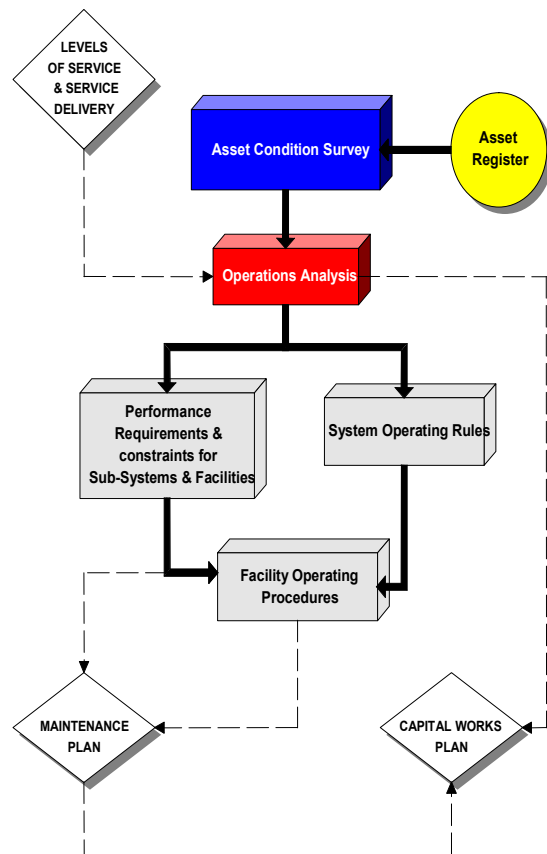 LEVELS
OF SERVICE
& SERVICE
DELIVERY
Asset Condition Survey
Asset
Register
Operations Analysis
Performance
Requirements &
constraints for
Sub-Systems & Facilities
System Operating Rules
Facility Operating
Procedures
MAINTENANCE
PLAN
CAPITAL WORKS
PLAN